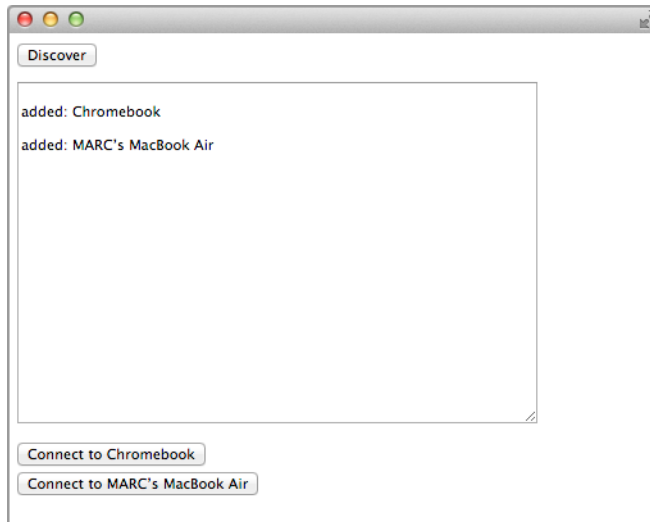 Discover
added: Chromebook
added: MARC's MacBook Air
Connect to Chromebook
Connect to MARC's MacBook Air